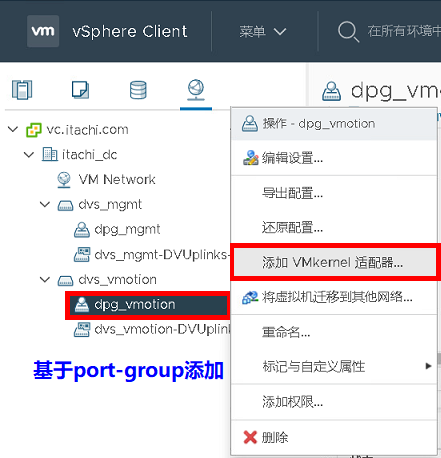 vm vSphere Client 菜单 在所有环境中
dpg_vmo
vc.itachi.com
itachi_dc
VM Network
dvs_mgmt
dpg_mgmt
dvs_mgmt-DVUplinks-
dvs_vmotion
dpg_vmotion
dvs_vmotion-DVUplin
基于port-group添加
操作 - dpg_vmotion
编辑设置...
导出配置...
还原配置...
添加 VMkernel 适配器...
将虚拟机迁移到其他网络...
重命名...
标记与自定义属性
添加权限...
删除